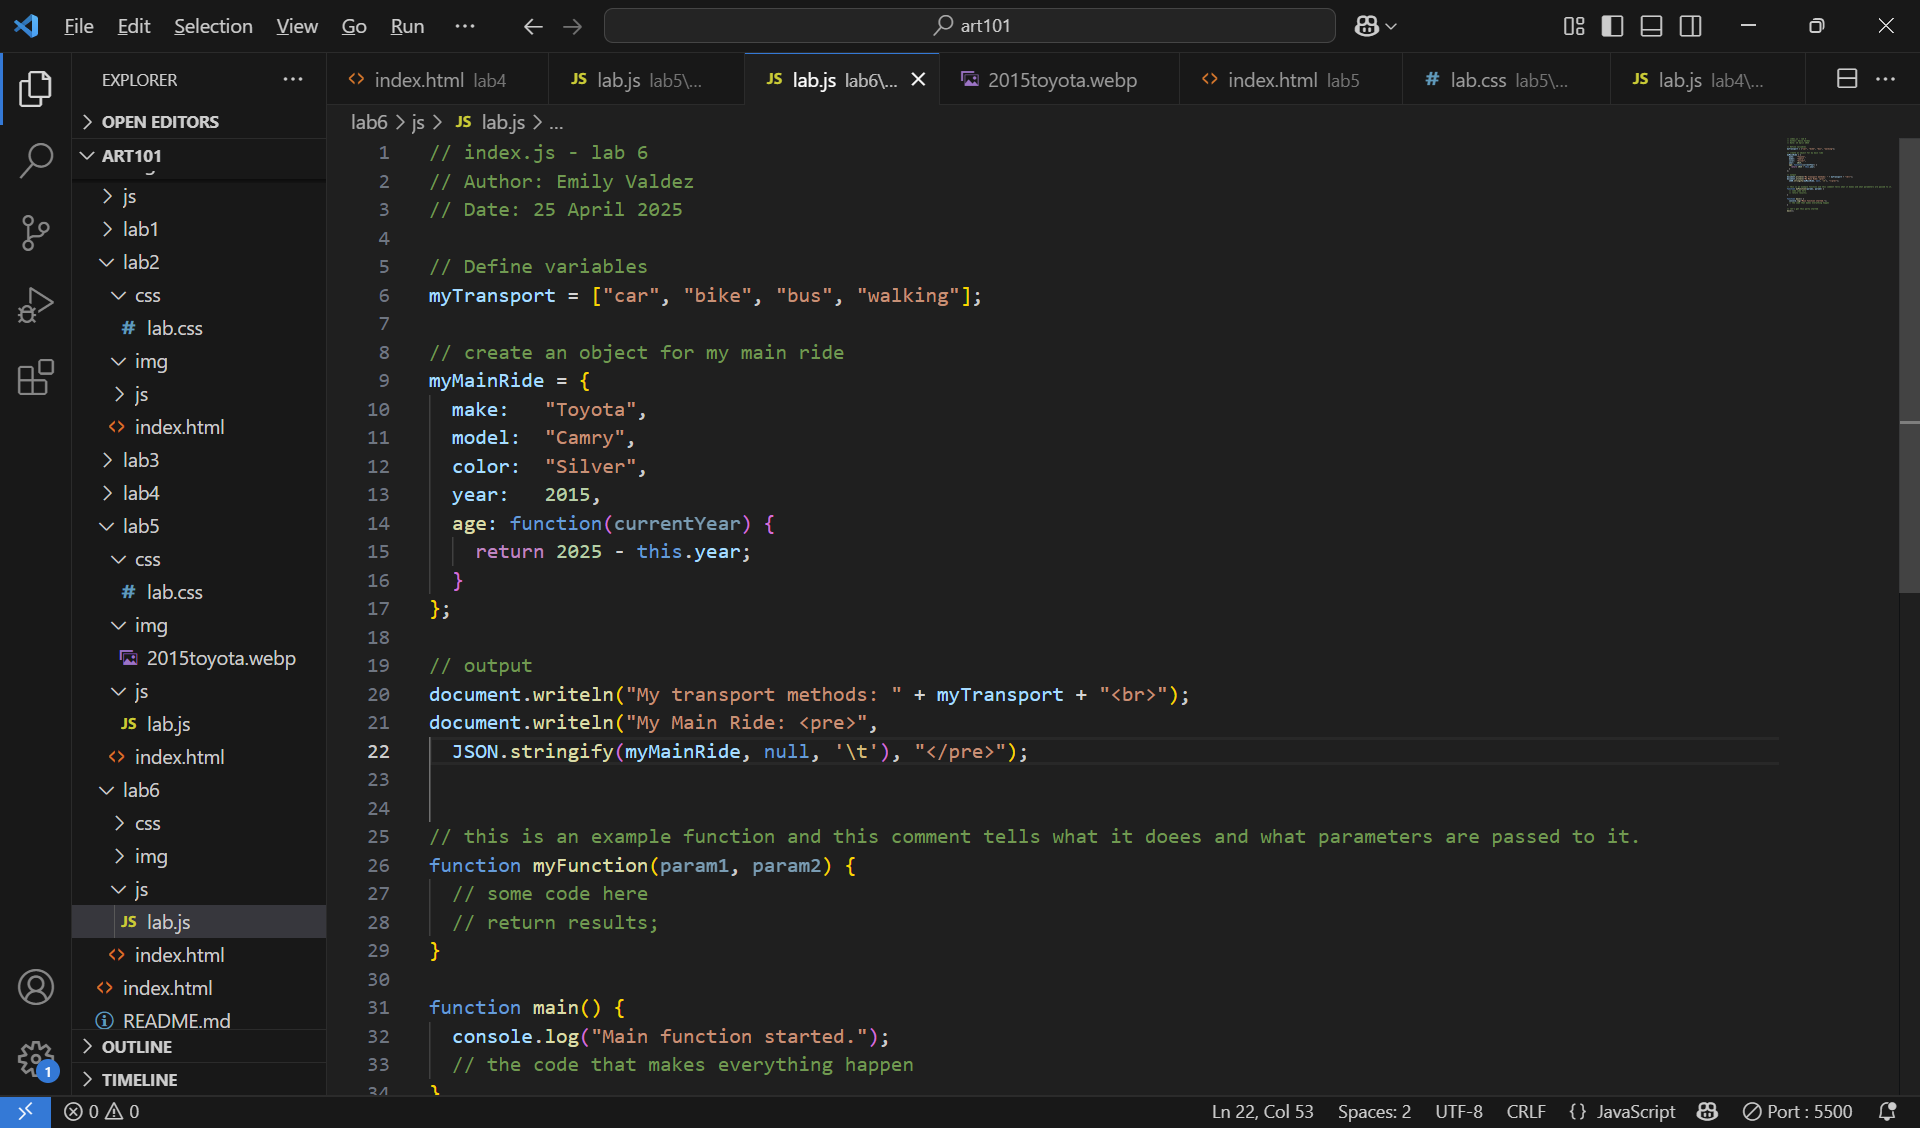 File Edit Selection View Go Run ... art101
EXPLORER ...
index.html lab4
lab.js lab5\...
lab.js lab6\...
2015toyota.webp
index.html lab5
lab.css lab5\...
lab.js lab4\...
OPEN EDITORS
ART101
js
lab1
lab2
css
lab.css
img
js
index.html
lab3
lab4
lab5
css
lab.css
img
2015toyota.webp
js
lab.js
index.html
lab6
css
img
js
lab.js
index.html
index.html
README.md
OUTLINE
TIMELINE
lab6 > js > JS lab.js > ...
1 // index.js - lab 6
2 // Author: Emily Valdez
3 // Date: 25 April 2025
4
5 // Define variables
6 myTransport = ["car", "bike", "bus", "walking"];
7
8 // create an object for my main ride
9 myMainRide = {
10 make: "Toyota",
11 model: "Camry",
12 color: "Silver",
13 year: 2015,
14 age: function(currentYear) {
15 return 2025 - this.year;
16 }
17 };
18
19 // output
20 document.writeln("My transport methods: " + myTransport + "<br>");
21 document.writeln("My Main Ride: <pre>",
22 JSON.stringify(myMainRide, null, '\t'), "</pre>");
23
24
25 // this is an example function and this comment tells what it doees and what parameters are passed to it.
26 function myFunction(param1, param2) {
27 // some code here
28 // return results;
29 }
30
31 function main() {
32 console.log("Main function started.");
33 // the code that makes everything happen
34 }
0 0 Ln 22, Col 53 Spaces: 2 UTF-8 CRLF {} JavaScript Port : 5500
1